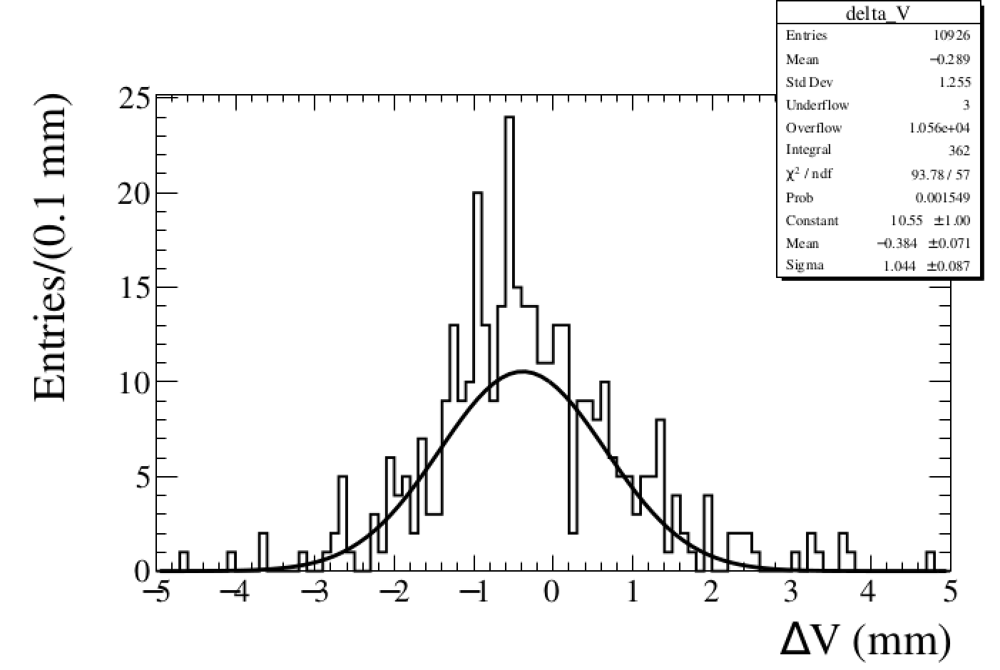 delta_V
Entries 10926
Mean −0.289
Std Dev 1.255
Underflow 3
Overflow 1.056e+04
Integral 362
χ² / ndf 93.78 / 57
Prob 0.001549
Constant 10.55 ±1.00
Mean −0.384 ±0.071
Sigma 1.044 ±0.087
Entries/(0.1 mm)
25
20
15
10
5
0
−5 −4 −3 −2 −1 0 1 2 3 4 5
ΔV (mm)